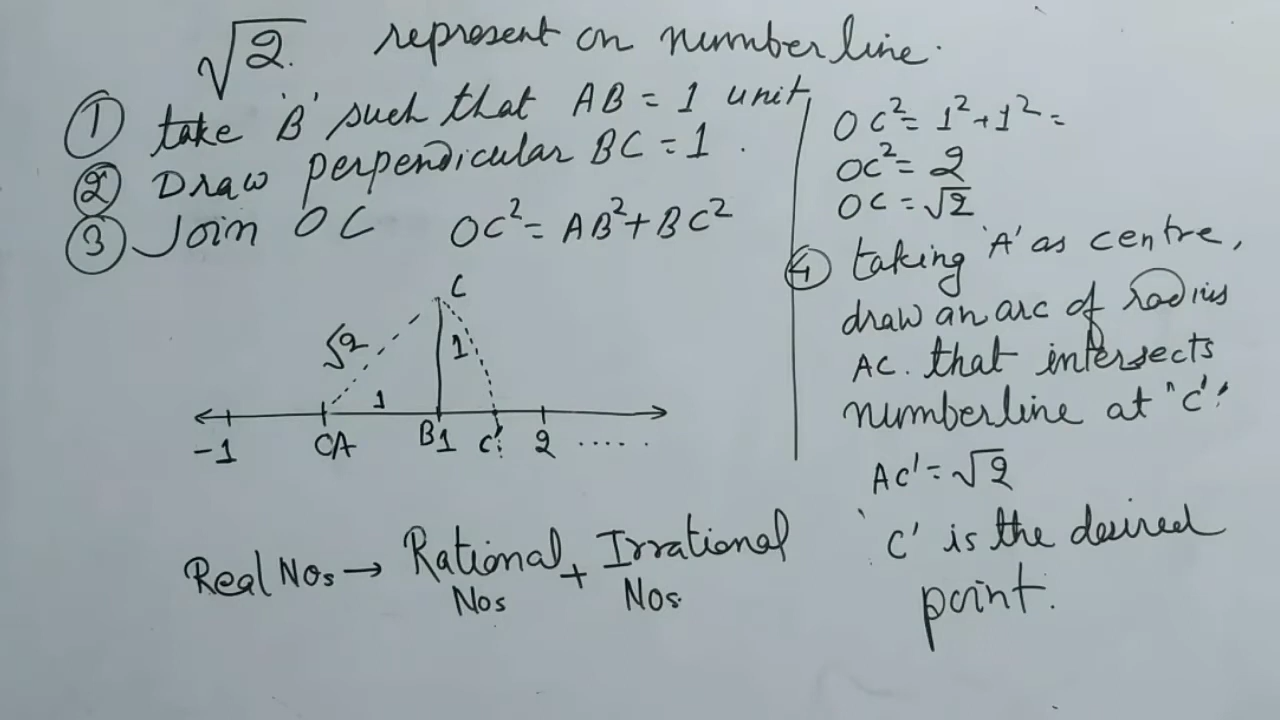 √2. represent on number line.
① take 'B' such that AB = 1 unit,
② Draw perpendicular BC = 1.
③ Join OC OC² = AB² + BC²
C
√2
1
1
-1 OA B1 C' 2 .....
Real Nos → Rational + Irrational
Nos Nos.
OC² = 1² + 1² =
OC² = 2
OC = √2
④ taking 'A' as centre,
draw an arc of radius
AC. that intersects
numberline at "C'!
AC' = √2
'C' is the desired
point.